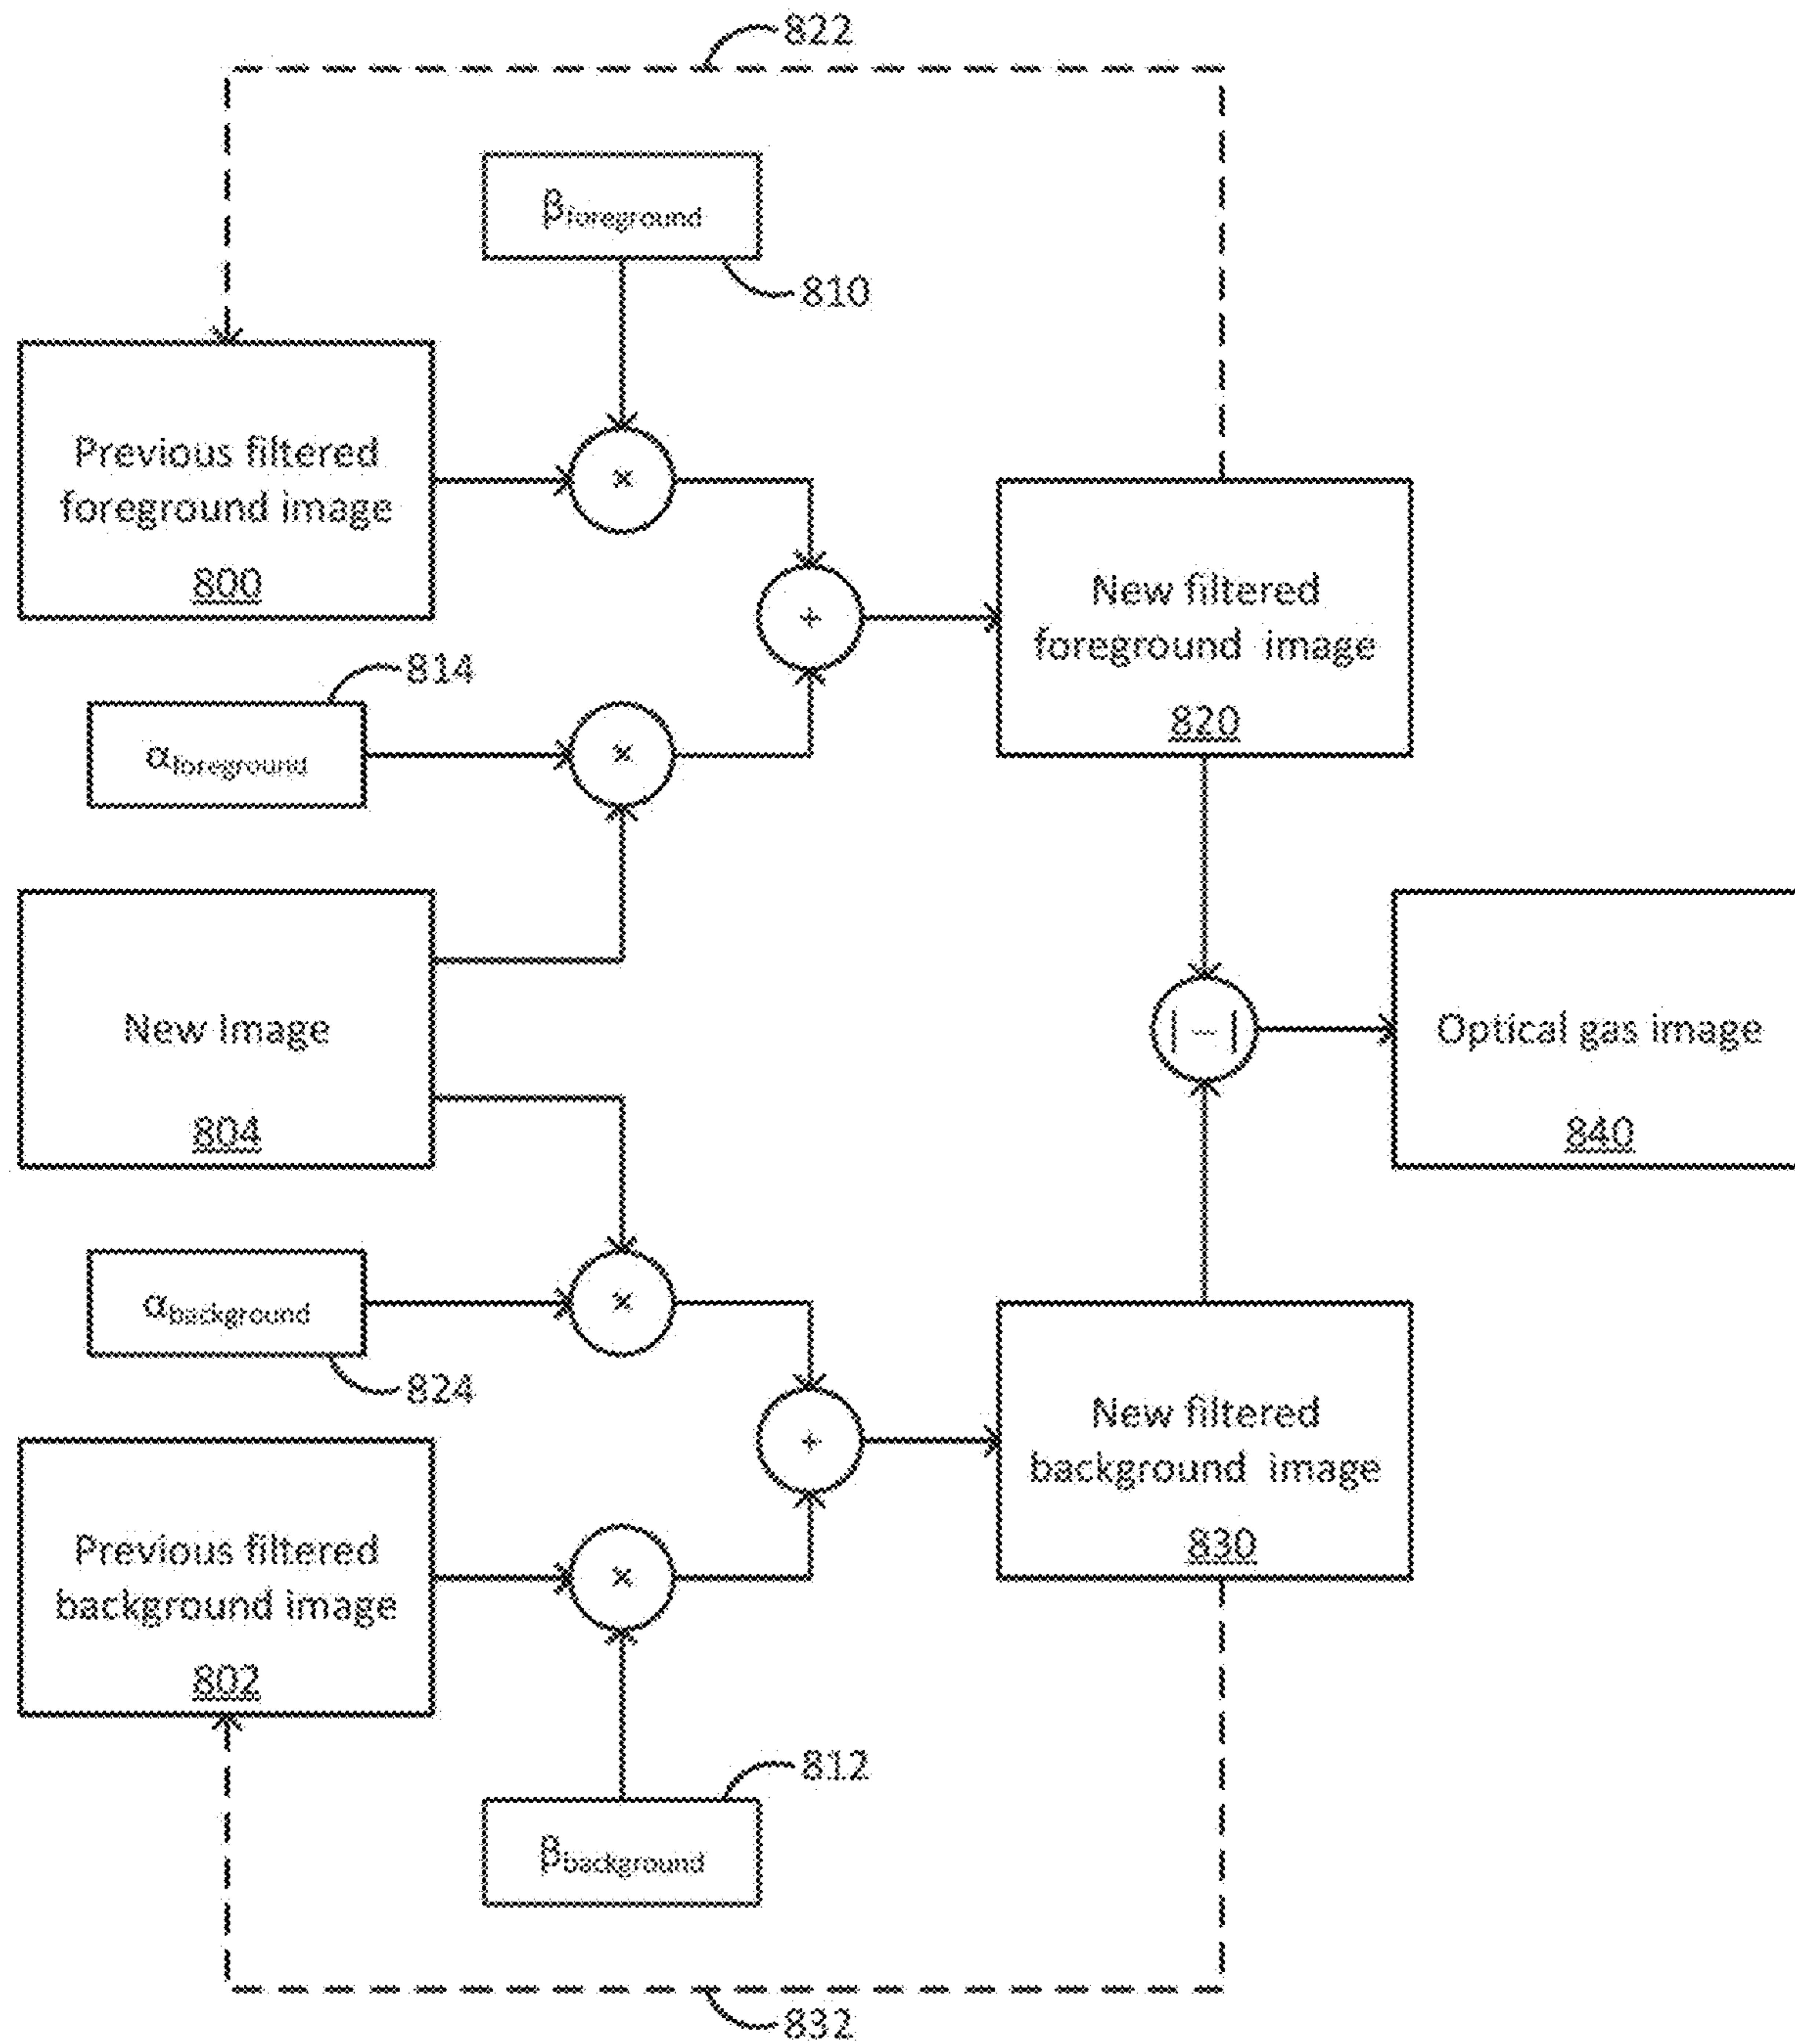 822
βforeground
810
Previous filtered
foreground image
800
×
+
New filtered
foreground image
820
814
αforeground
×
New image
804
| − |
Optical gas image
840
αbackground
824
×
+
New filtered
background image
830
Previous filtered
background image
802
×
812
βbackground
832